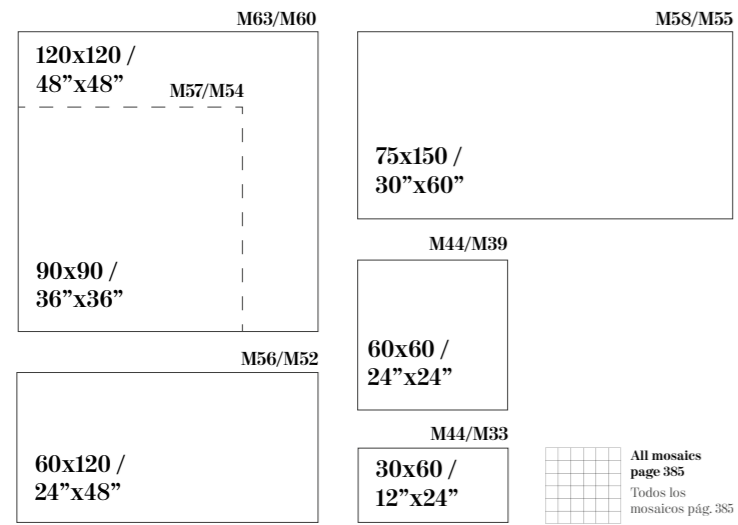 M63/M60
120x120 /
48”x48”
M57/M54
90x90 /
36”x36”
M58/M55
75x150 /
30”x60”
M44/M39
60x60 /
24”x24”
M56/M52
60x120 /
24”x48”
M44/M33
30x60 /
12”x24”
All mosaics
page 385
Todos los
mosaicos pág. 385